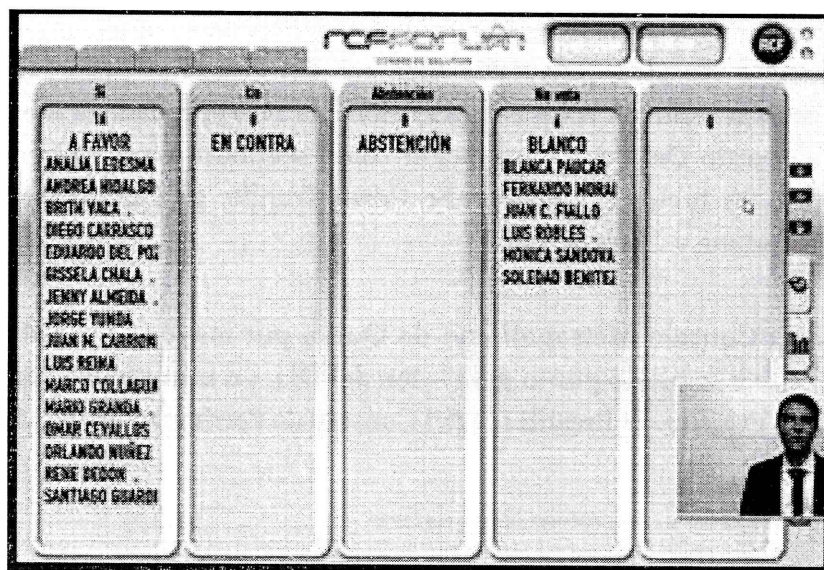 RCF
Si
16
A FAVOR
ANALIA LEDESMA
ANDREA HIDALGO
BRITH VACA .
DIEGO CARRASCO
EDUARDO DEL POZ
GISSELA CHALA .
JENNY ALMEIDA .
JORGE YUNDA
JUAN M. CARRION
LUIS REINA
MARCO COLLAGUA
MARIO GRANDA .
OMAR CEVALLOS
ORLANDO NUÑEZ
RENE BEDON .
SANTIAGO GUARDE
0
EN CONTRA
Abstención
0
ABSTENCIÓN
No vota
6
BLANCO
BLANCA PAUCAR
FERNANDO MORAL
JUAN C. FIALLO
LUIS ROBLES .
MONICA SANDOVA
SOLEDAD BENITEZ
0